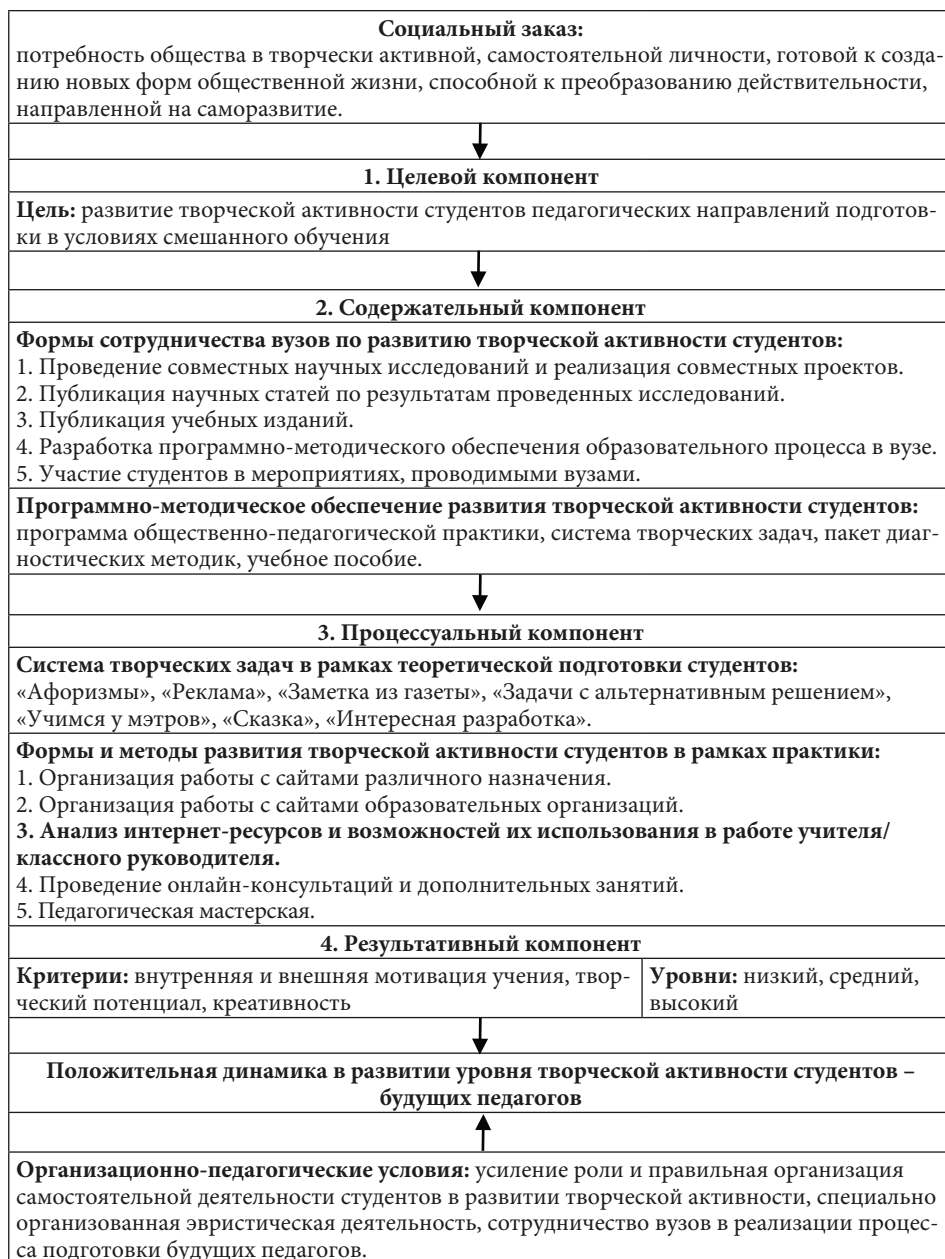 Социальный заказ:
потребность общества в творчески активной, самостоятельной личности, готовой к созда-
нию новых форм общественной жизни, способной к преобразованию действительности,
направленной на саморазвитие.
1. Целевой компонент
Цель: развитие творческой активности студентов педагогических направлений подготов-
ки в условиях смешанного обучения
2. Содержательный компонент
Формы сотрудничества вузов по развитию творческой активности студентов:
1. Проведение совместных научных исследований и реализация совместных проектов.
2. Публикация научных статей по результатам проведенных исследований.
3. Публикация учебных изданий.
4. Разработка программно-методического обеспечения образовательного процесса в вузе.
5. Участие студентов в мероприятиях, проводимыми вузами.
Программно-методическое обеспечение развития творческой активности студентов:
программа общественно-педагогической практики, система творческих задач, пакет диаг-
ностических методик, учебное пособие.
3. Процессуальный компонент
Система творческих задач в рамках теоретической подготовки студентов:
«Афоризмы», «Реклама», «Заметка из газеты», «Задачи с альтернативным решением»,
«Учимся у мэтров», «Сказка», «Интересная разработка».
Формы и методы развития творческой активности студентов в рамках практики:
1. Организация работы с сайтами различного назначения.
2. Организация работы с сайтами образовательных организаций.
3. Анализ интернет-ресурсов и возможностей их использования в работе учителя/
классного руководителя.
4. Проведение онлайн-консультаций и дополнительных занятий.
5. Педагогическая мастерская.
4. Результативный компонент
Критерии: внутренняя и внешняя мотивация учения, твор-
ческий потенциал, креативность
Уровни: низкий, средний,
высокий
Положительная динамика в развитии уровня творческой активности студентов –
будущих педагогов
Организационно-педагогические условия: усиление роли и правильная организация
самостоятельной деятельности студентов в развитии творческой активности, специально
организованная эвристическая деятельность, сотрудничество вузов в реализации процес-
са подготовки будущих педагогов.